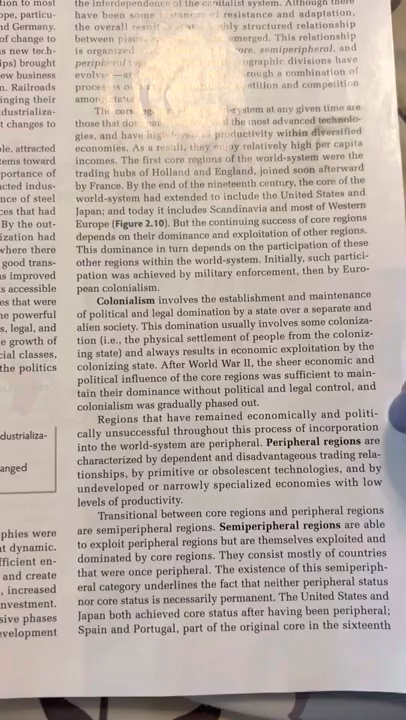 tion to most
ope, particu-
nd Germany.
of change to
s new tech-
ips) brought
ew business
n. Railroads
inging their
dustrializa-
t changes to
ole, attracted
tems toward
portance of
acted indus-
nce of steel
ces that had
By the out-
ization had
where there
good trans-
as improved
s accessible
es that were
he powerful
s, legal, and
e growth of
cial classes,
the politics
dustrializa-
anged
phies were
at dynamic.
fficient en-
and create
, increased
nvestment.
sive phases
evelopment
the interdependence of the capitalist system. Although there
have been some instances of resistance and adaptation,
the overall result highly structured relationship
between places emerged. This relationship
is organized core, semiperipheral, and
peripheral ographic divisions have
evolve rough a combination of
processes of tition and competition
among states
The core l-system at any given time are
those that dom l the most advanced technolo-
gies, and have high levels of productivity within diversified
economies. As a result, they enjoy relatively high per capita
incomes. The first core regions of the world-system were the
trading hubs of Holland and England, joined soon afterward
by France. By the end of the nineteenth century, the core of the
world-system had extended to include the United States and
Japan; and today it includes Scandinavia and most of Western
Europe (Figure 2.10). But the continuing success of core regions
depends on their dominance and exploitation of other regions.
This dominance in turn depends on the participation of these
other regions within the world-system. Initially, such partici-
pation was achieved by military enforcement, then by Euro-
pean colonialism.
Colonialism involves the establishment and maintenance
of political and legal domination by a state over a separate and
alien society. This domination usually involves some coloniza-
tion (i.e., the physical settlement of people from the coloniz-
ing state) and always results in economic exploitation by the
colonizing state. After World War II, the sheer economic and
political influence of the core regions was sufficient to main-
tain their dominance without political and legal control, and
colonialism was gradually phased out.
Regions that have remained economically and politi-
cally unsuccessful throughout this process of incorporation
into the world-system are peripheral. Peripheral regions are
characterized by dependent and disadvantageous trading rela-
tionships, by primitive or obsolescent technologies, and by
undeveloped or narrowly specialized economies with low
levels of productivity.
Transitional between core regions and peripheral regions
are semiperipheral regions. Semiperipheral regions are able
to exploit peripheral regions but are themselves exploited and
dominated by core regions. They consist mostly of countries
that were once peripheral. The existence of this semiperiph-
eral category underlines the fact that neither peripheral status
nor core status is necessarily permanent. The United States and
Japan both achieved core status after having been peripheral;
Spain and Portugal, part of the original core in the sixteenth